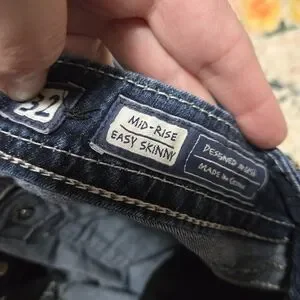 32
MID-RISE
EASY SKINNY
DESIGNED IN USA
MADE IN CHINA